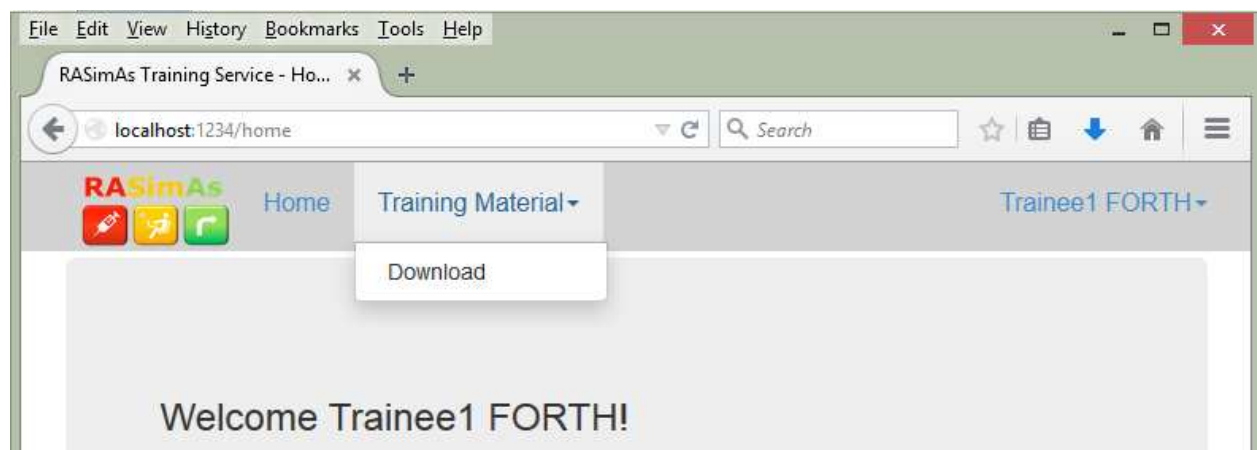 File Edit View History Bookmarks Tools Help
RASimAs Training Service - Ho...
localhost:1234/home Search
RASimAs
Home Training Material Trainee1 FORTH
Download
Welcome Trainee1 FORTH!